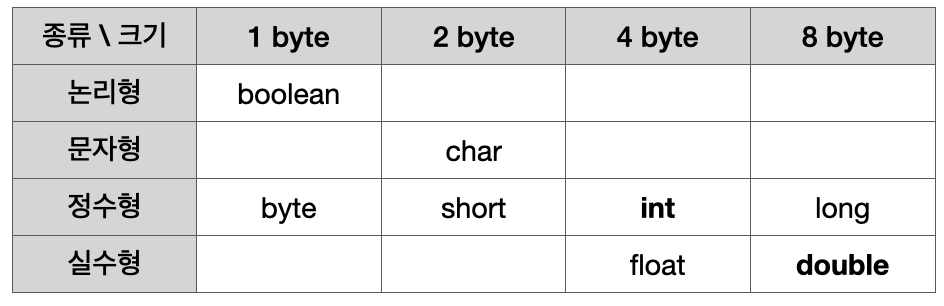 종류 \ 크기 1 byte 2 byte 4 byte 8 byte
논리형 boolean
문자형 char
정수형 byte short int long
실수형 float double